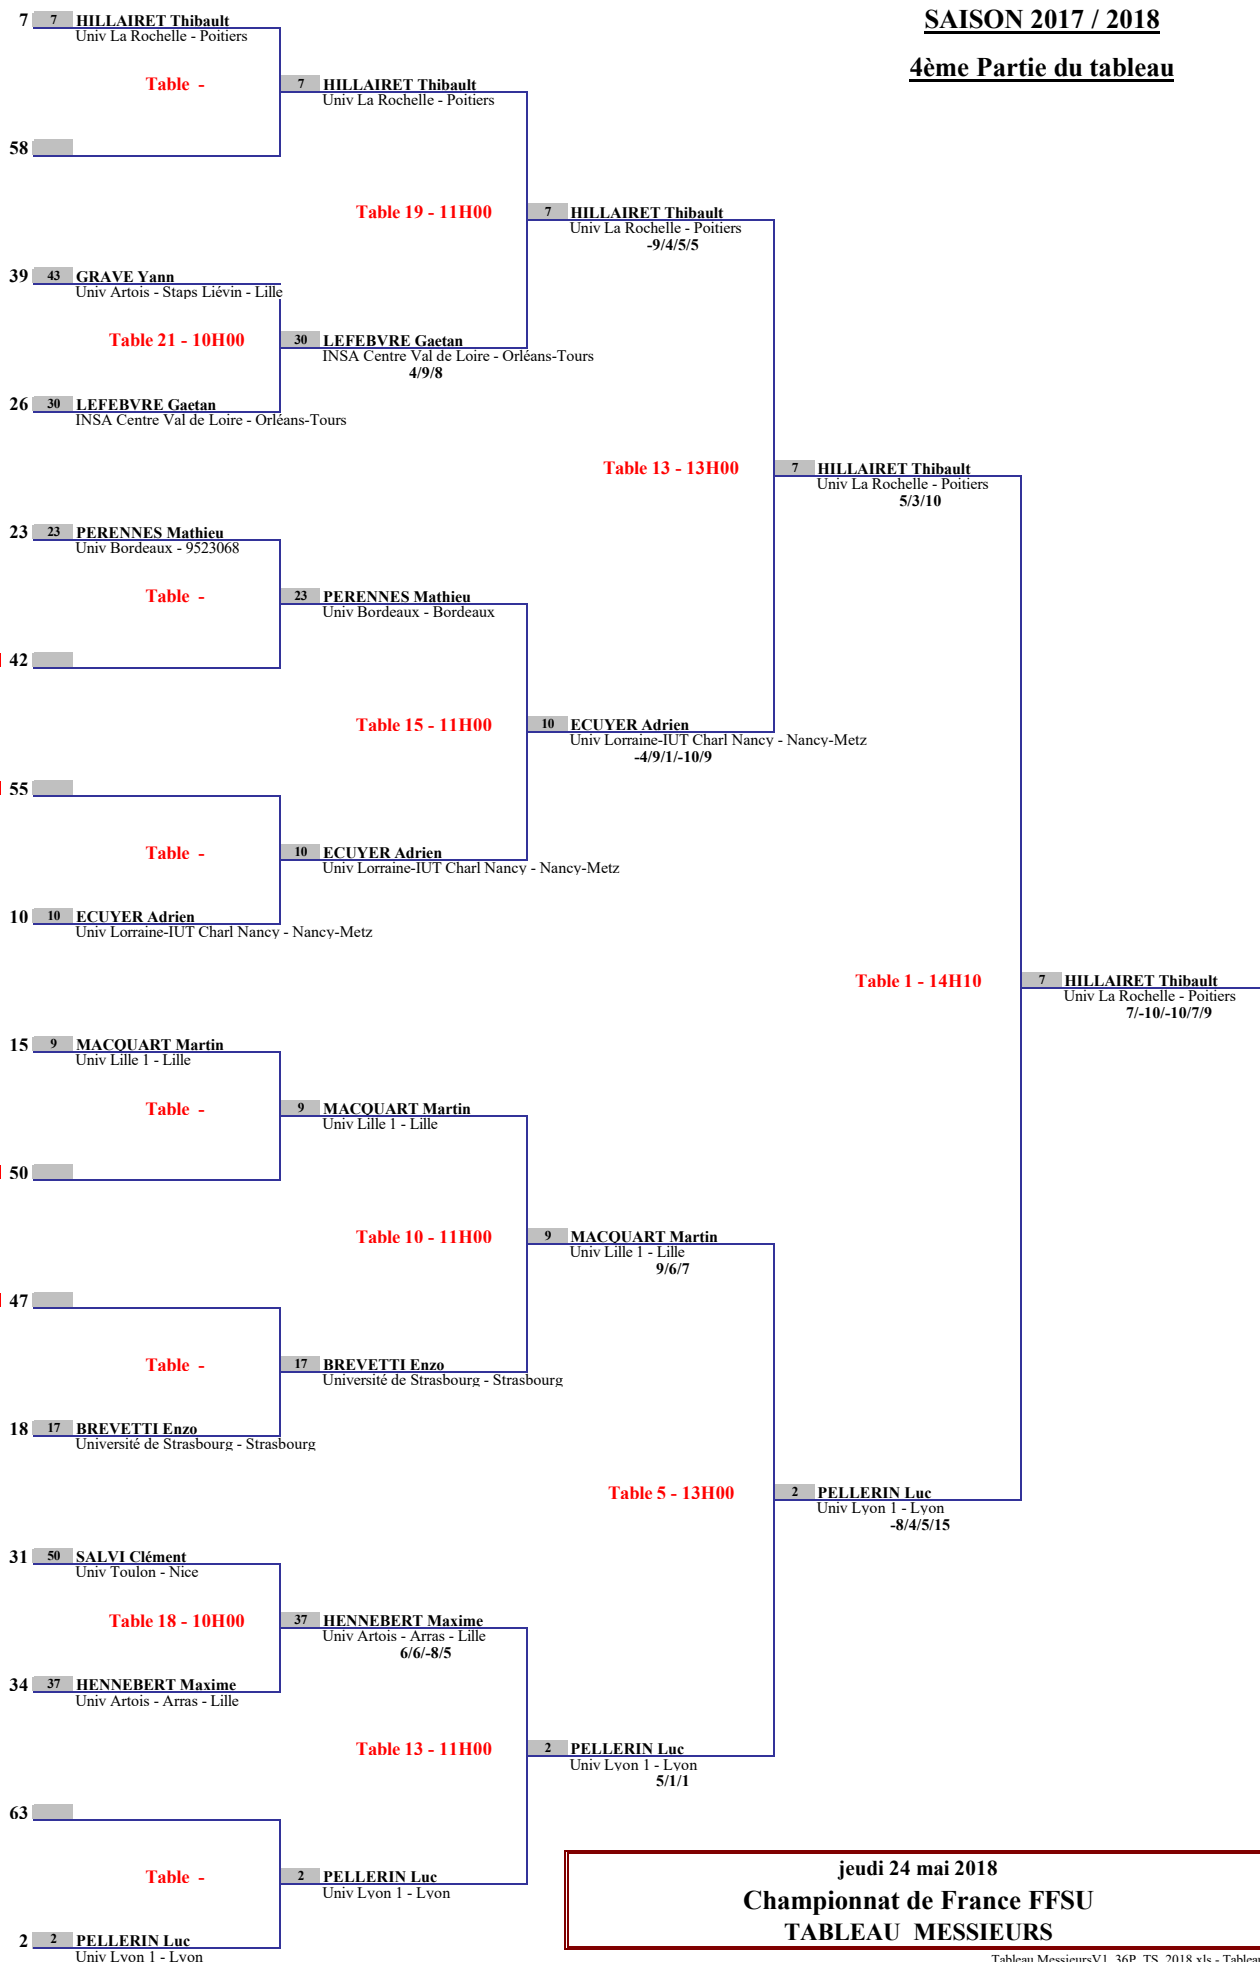 SAISON 2017 / 2018
4ème Partie du tableau
7 7 HILLAIRET Thibault
Univ La Rochelle - Poitiers
Table -
7 HILLAIRET Thibault
Univ La Rochelle - Poitiers
58
Table 19 - 11H00
7 HILLAIRET Thibault
Univ La Rochelle - Poitiers
-9/4/5/5
39 43 GRAVE Yann
Univ Artois - Staps Liévin - Lille
Table 21 - 10H00
30 LEFEBVRE Gaetan
INSA Centre Val de Loire - Orléans-Tours
4/9/8
26 30 LEFEBVRE Gaetan
INSA Centre Val de Loire - Orléans-Tours
Table 13 - 13H00
7 HILLAIRET Thibault
Univ La Rochelle - Poitiers
5/3/10
23 23 PERENNES Mathieu
Univ Bordeaux - 9523068
Table -
23 PERENNES Mathieu
Univ Bordeaux - Bordeaux
42
Table 15 - 11H00
10 ECUYER Adrien
Univ Lorraine-IUT Charl Nancy - Nancy-Metz
-4/9/1/-10/9
55
Table -
10 ECUYER Adrien
Univ Lorraine-IUT Charl Nancy - Nancy-Metz
10 10 ECUYER Adrien
Univ Lorraine-IUT Charl Nancy - Nancy-Metz
Table 1 - 14H10
7 HILLAIRET Thibault
Univ La Rochelle - Poitiers
7/-10/-10/7/9
15 9 MACQUART Martin
Univ Lille 1 - Lille
Table -
9 MACQUART Martin
Univ Lille 1 - Lille
50
Table 10 - 11H00
9 MACQUART Martin
Univ Lille 1 - Lille
9/6/7
47
Table -
17 BREVETTI Enzo
Université de Strasbourg - Strasbourg
18 17 BREVETTI Enzo
Université de Strasbourg - Strasbourg
Table 5 - 13H00
2 PELLERIN Luc
Univ Lyon 1 - Lyon
-8/4/5/15
31 50 SALVI Clément
Univ Toulon - Nice
Table 18 - 10H00
37 HENNEBERT Maxime
Univ Artois - Arras - Lille
6/6/-8/5
34 37 HENNEBERT Maxime
Univ Artois - Arras - Lille
Table 13 - 11H00
2 PELLERIN Luc
Univ Lyon 1 - Lyon
5/1/1
63
Table -
2 PELLERIN Luc
Univ Lyon 1 - Lyon
2 2 PELLERIN Luc
Univ Lyon 1 - Lyon
jeudi 24 mai 2018
Championnat de France FFSU
TABLEAU MESSIEURS
Tableau MessieursV1_36P_TS_2018.xls - Tableau